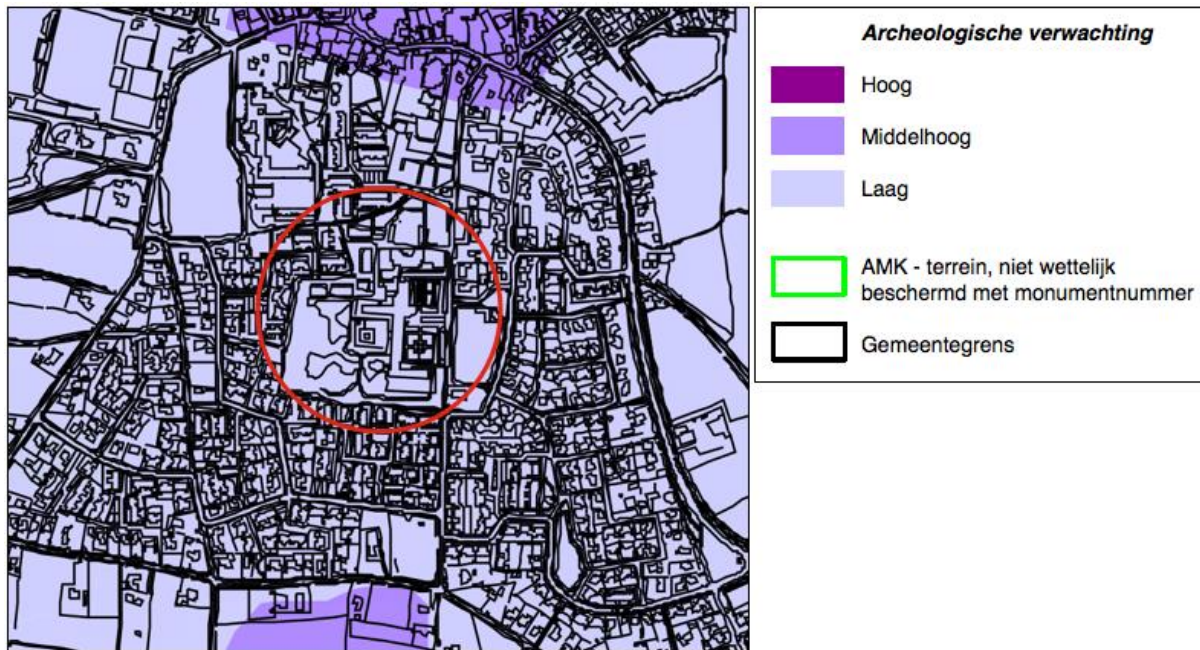 Archeologische verwachting
Hoog
Middelhoog
Laag
AMK - terrein, niet wettelijk
beschermd met monumentnummer
Gemeentegrens